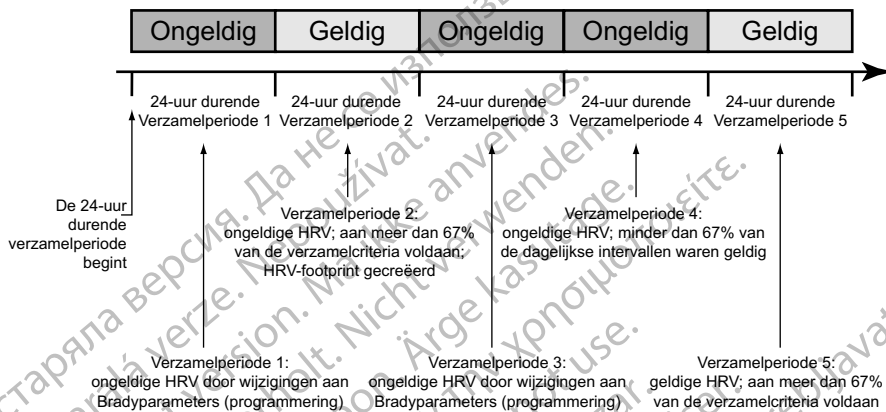 Ongeldig Geldig Ongeldig Ongeldig Geldig
24-uur durende
Verzamelperiode 1
24-uur durende
Verzamelperiode 2
24-uur durende
Verzamelperiode 3
24-uur durende
Verzamelperiode 4
24-uur durende
Verzamelperiode 5
De 24-uur
durende
verzamelperiode
begint
Verzamelperiode 2:
ongeldige HRV; aan meer dan 67%
van de verzamelcriteria voldaan;
HRV-footprint gecreëerd
Verzamelperiode 4:
ongeldige HRV; minder dan 67% van
de dagelijkse intervallen waren geldig
Verzamelperiode 1:
ongeldige HRV door wijzigingen aan
Bradyparameters (programmering)
Verzamelperiode 3:
ongeldige HRV door wijzigingen aan
Bradyparameters (programmering)
Verzamelperiode 5:
geldige HRV; aan meer dan 67%
van de verzamelcriteria voldaan